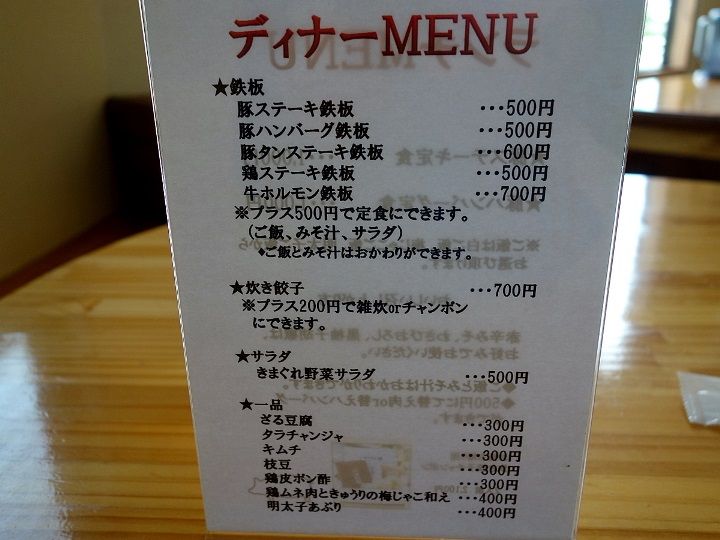 ディナーMENU
★鉄板
豚ステーキ鉄板 ・・・500円
豚ハンバーグ鉄板 ・・・500円
豚タンステーキ鉄板 ・・・600円
鶏ステーキ鉄板 ・・・500円
牛ホルモン鉄板 ・・・700円
※プラス500円で定食にできます。
(ご飯、みそ汁、サラダ)
◆ご飯とみそ汁はおかわりができます。
★炊き餃子 ・・・700円
※プラス200円で雑炊orチャンポン
にできます。
★サラダ
きまぐれ野菜サラダ ・・・500円
★一品
ざる豆腐 ・・・300円
タラチャンジャ ・・・300円
キムチ ・・・300円
枝豆 ・・・300円
鶏皮ポン酢 ・・・300円
鶏ムネ肉ときゅうりの梅じゃこ和え ・・・400円
明太子あぶり ・・・400円